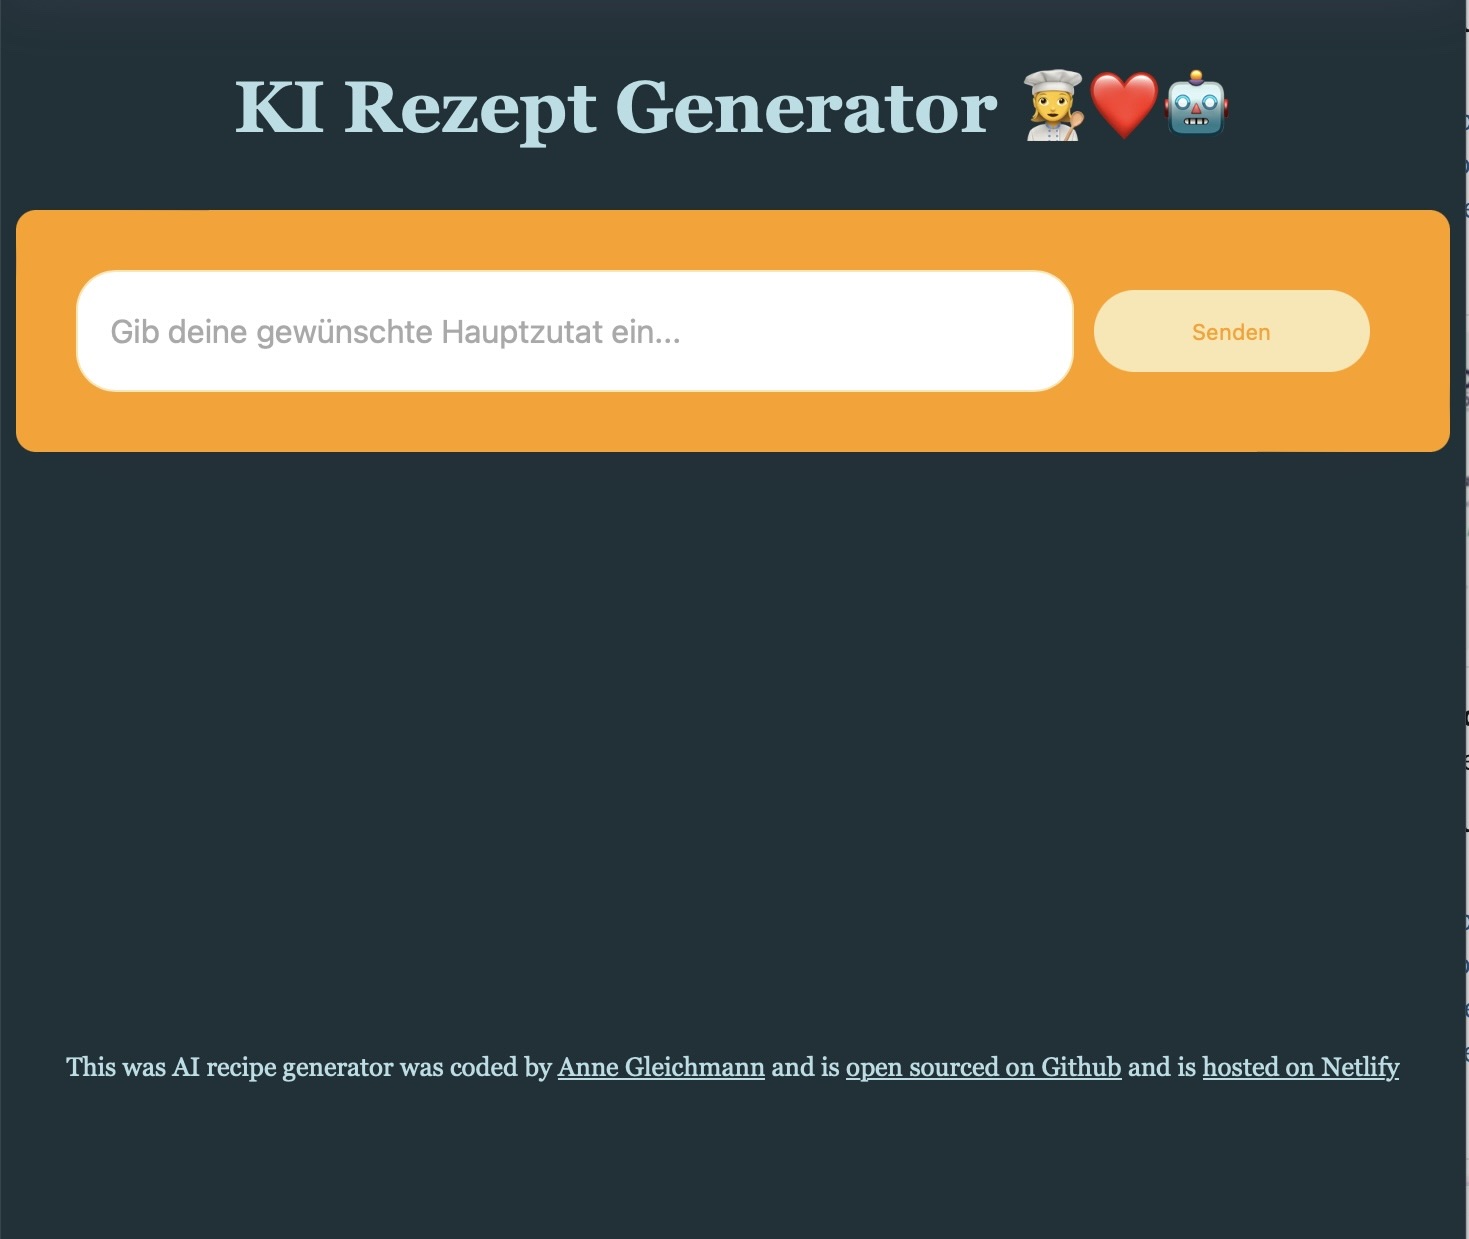 KI Rezept Generator 👩‍🍳❤️🤖
Gib deine gewünschte Hauptzutat ein...
Senden
This was AI recipe generator was coded by Anne Gleichmann and is open sourced on Github and is hosted on Netlify